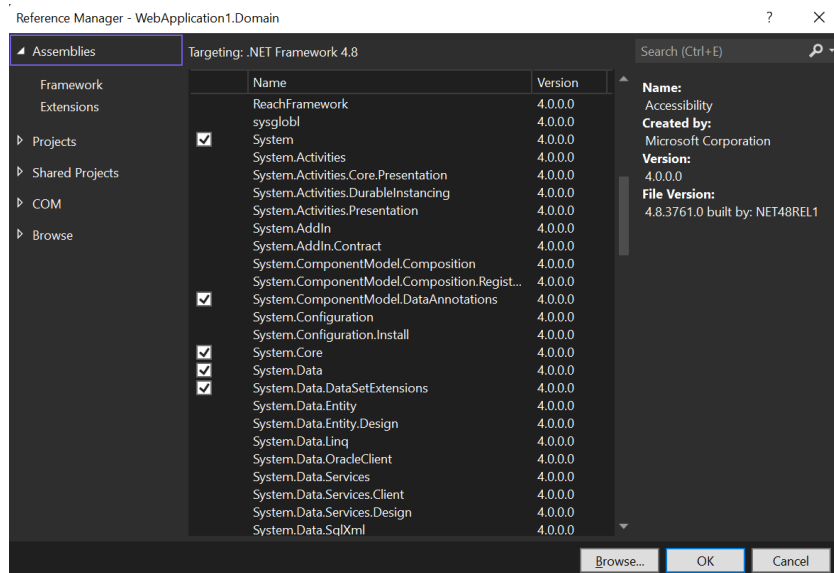 Reference Manager - WebApplication1.Domain ? ×
Assemblies
Framework
Extensions
Projects
Shared Projects
COM
Browse
Targeting: .NET Framework 4.8
Search (Ctrl+E)
Name Version
ReachFramework 4.0.0.0
sysglobl 4.0.0.0
System 4.0.0.0
System.Activities 4.0.0.0
System.Activities.Core.Presentation 4.0.0.0
System.Activities.DurableInstancing 4.0.0.0
System.Activities.Presentation 4.0.0.0
System.AddIn 4.0.0.0
System.AddIn.Contract 4.0.0.0
System.ComponentModel.Composition 4.0.0.0
System.ComponentModel.Composition.Regist... 4.0.0.0
System.ComponentModel.DataAnnotations 4.0.0.0
System.Configuration 4.0.0.0
System.Configuration.Install 4.0.0.0
System.Core 4.0.0.0
System.Data 4.0.0.0
System.Data.DataSetExtensions 4.0.0.0
System.Data.Entity 4.0.0.0
System.Data.Entity.Design 4.0.0.0
System.Data.Linq 4.0.0.0
System.Data.OracleClient 4.0.0.0
System.Data.Services 4.0.0.0
System.Data.Services.Client 4.0.0.0
System.Data.Services.Design 4.0.0.0
System.Data.SqlXml 4.0.0.0
Name:
Accessibility
Created by:
Microsoft Corporation
Version:
4.0.0.0
File Version:
4.8.3761.0 built by: NET48REL1
Browse... OK Cancel